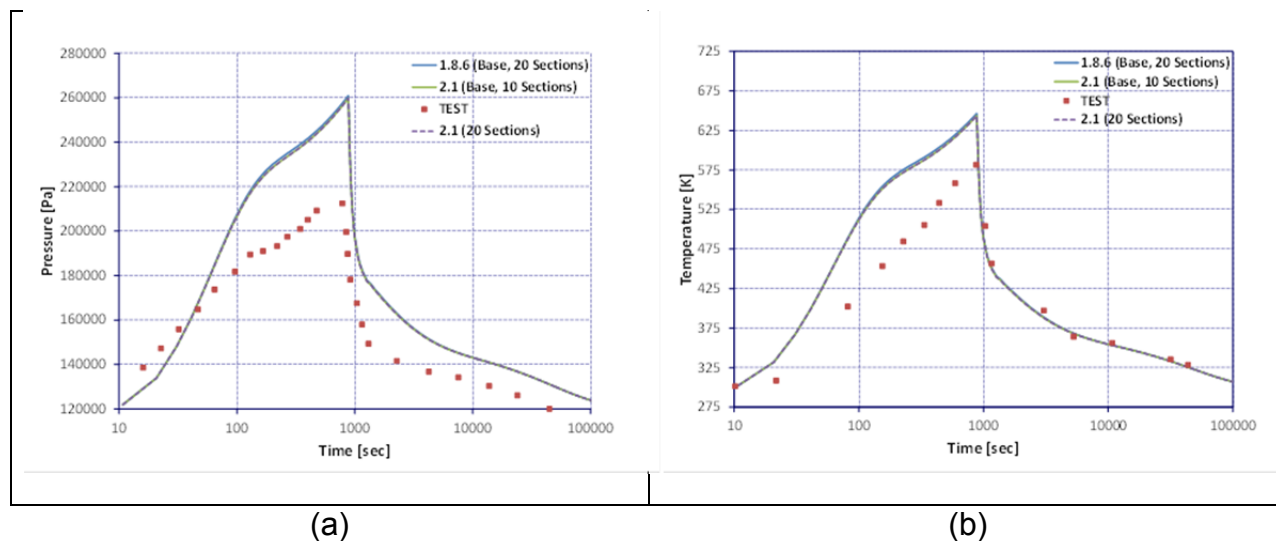 280000
260000
240000
220000
200000
180000
160000
140000
120000
Pressure [Pa]
1.8.6 (Base, 20 Sections)
2.1 (Base, 10 Sections)
TEST
2.1 (20 Sections)
10
100
1000
10000
100000
Time [sec]
(a)
725
675
625
575
525
475
425
375
325
275
Temperature [K]
1.8.6 (Base, 20 Sections)
2.1 (Base, 10 Sections)
TEST
2.1 (20 Sections)
10
100
1000
10000
100000
Time [sec]
(b)